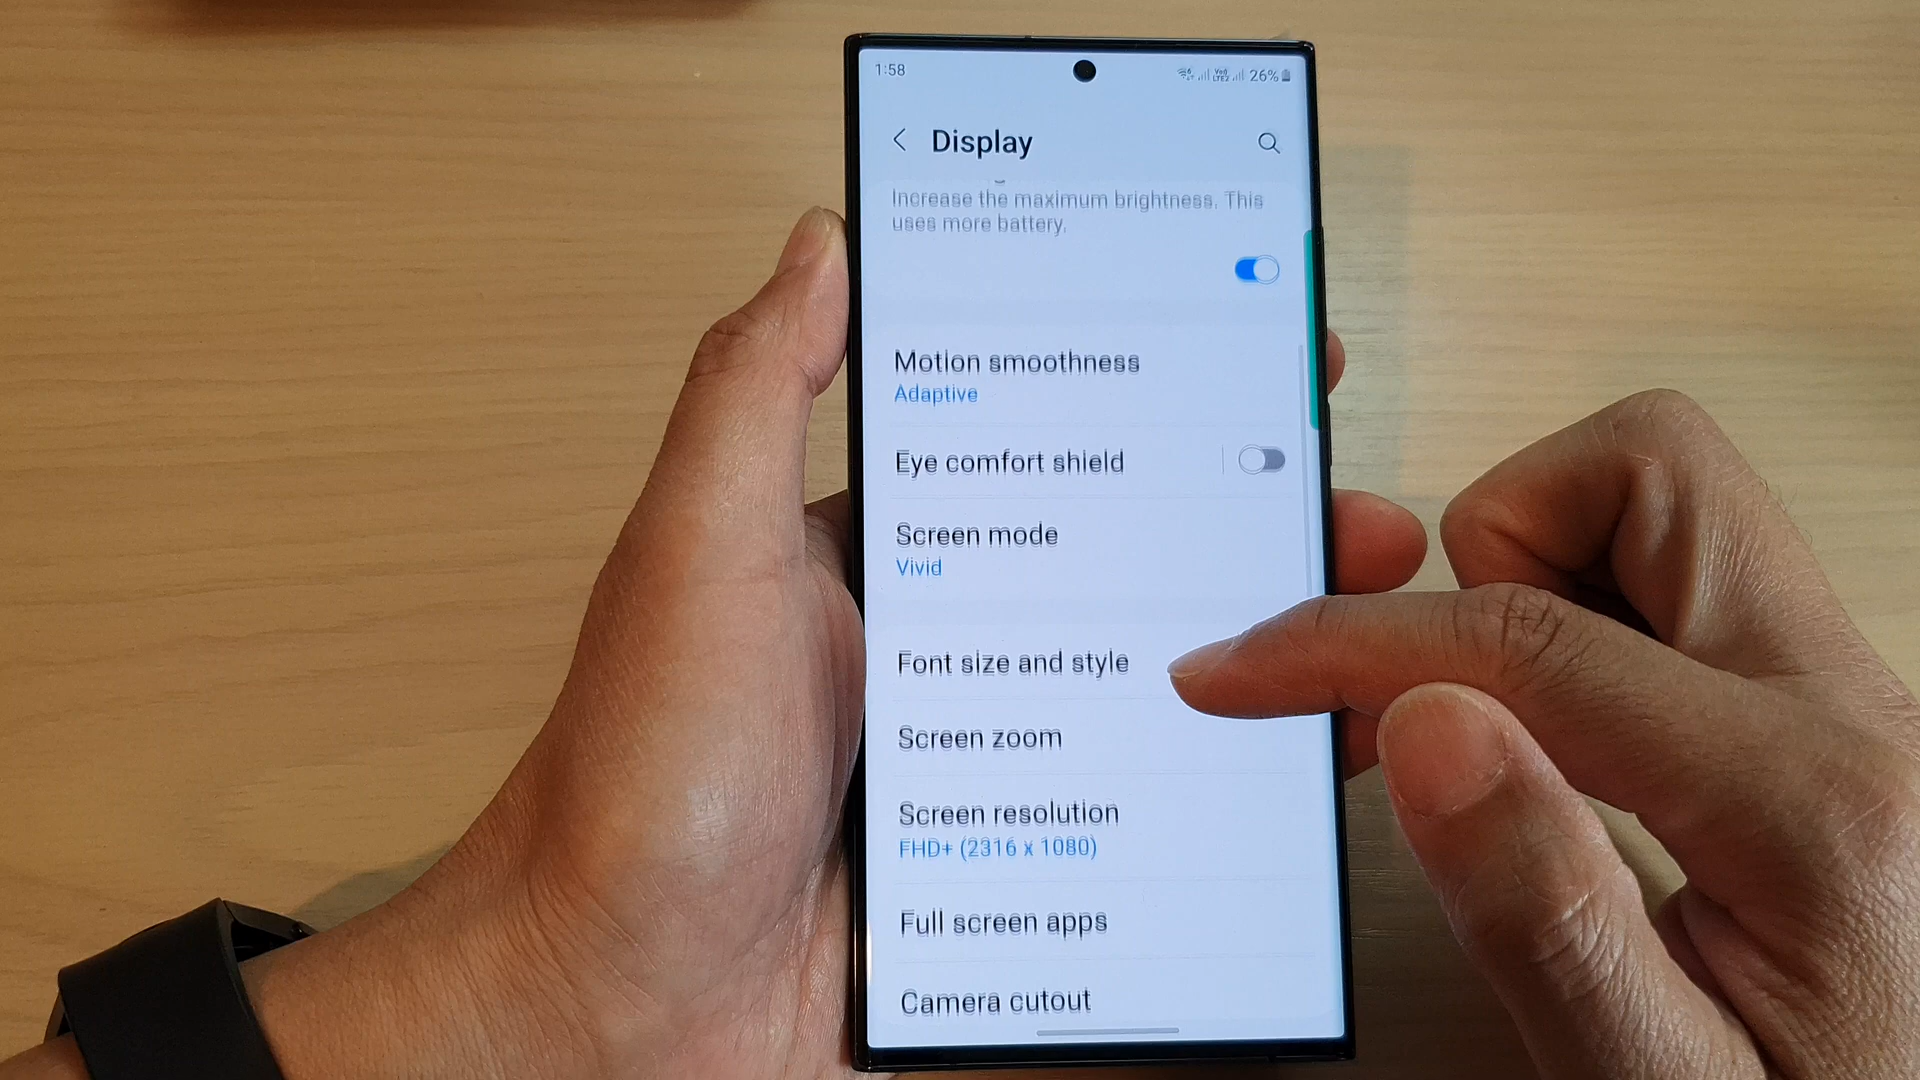 1:58
26%
Display
Increase the maximum brightness. This
uses more battery.
Motion smoothness
Adaptive
Eye comfort shield
Screen mode
Vivid
Font size and style
Screen zoom
Screen resolution
FHD+ (2316 x 1080)
Full screen apps
Camera cutout